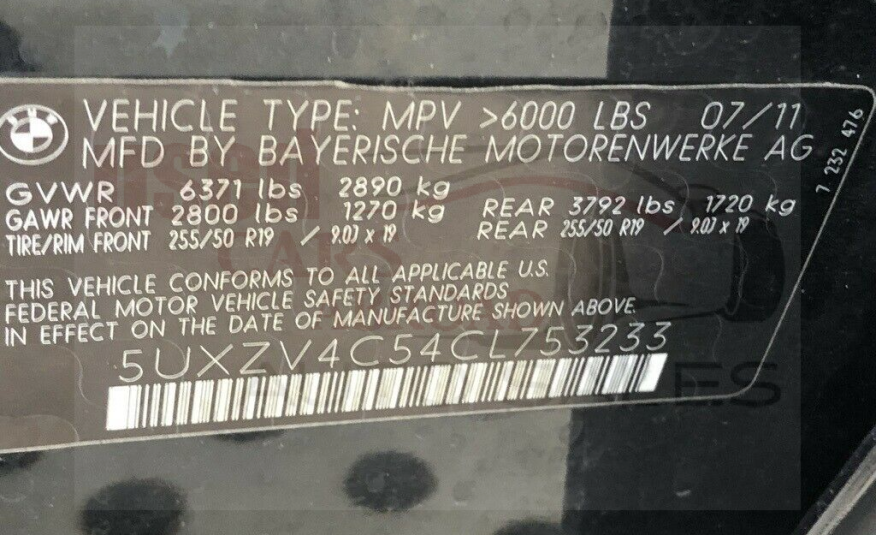 VEHICLE TYPE: MPV >6000 LBS 07/11
MFD BY BAYERISCHE MOTORENWERKE AG
GVWR 6371 lbs 2890 kg
GAWR FRONT 2800 lbs 1270 kg REAR 3792 lbs 1720 kg
TIRE/RIM FRONT 255/50 R19 / 9.0J x 19 REAR 255/50 R19 / 9.0J x 19
7 232 476
THIS VEHICLE CONFORMS TO ALL APPLICABLE U.S.
FEDERAL MOTOR VEHICLE SAFETY STANDARDS
IN EFFECT ON THE DATE OF MANUFACTURE SHOWN ABOVE.
5UXZV4C54CL753233
CARS